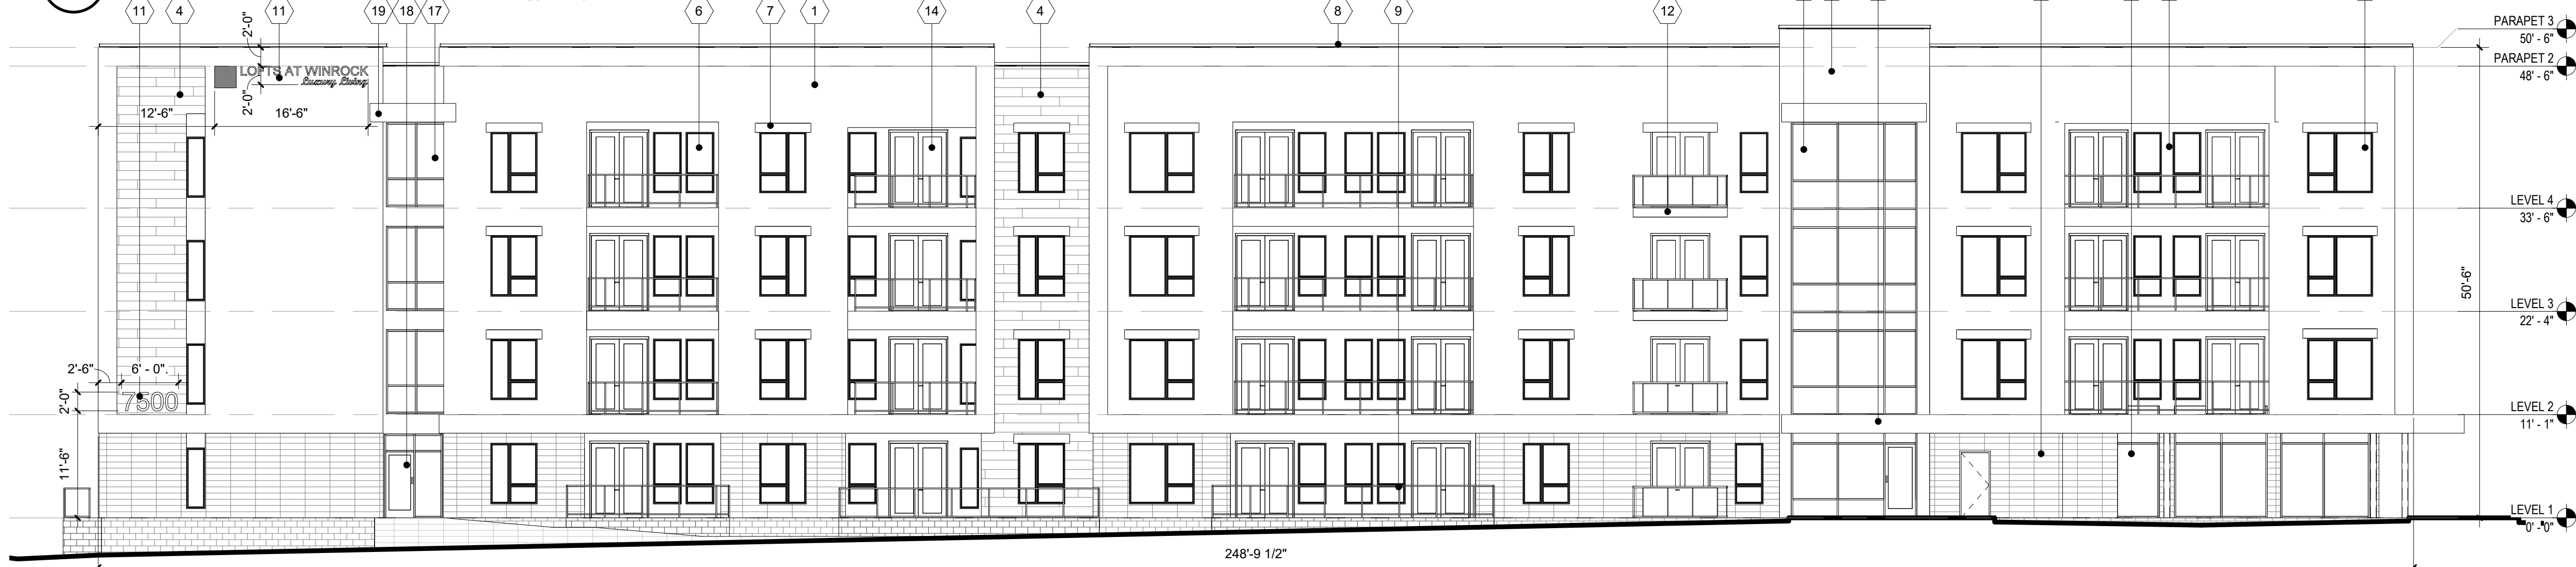 11 4 11 19 18 17 6 7 1 14 4 8 9 12
2'-0"
PARAPET 3
50' - 6"
LOFTS AT WINROCK
Luxury Living
PARAPET 2
48' - 6"
2'-0"
12'-6" 16'-6"
LEVEL 4
33' - 6"
50'-6"
LEVEL 3
22' - 4"
2'-6" 6' - 0".
2'-0"
7500
LEVEL 2
11' - 1"
11'-6"
LEVEL 1
0' - 0"
248'-9 1/2"